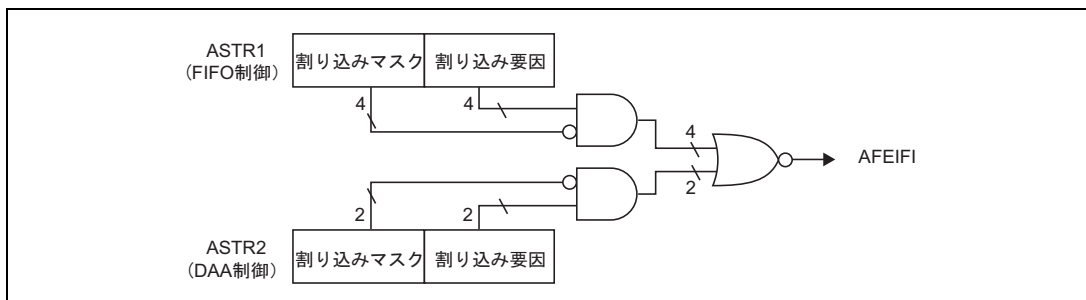 ASTR1
(FIFO制御)
割り込みマスク
割り込み要因
4
4
4
AFEIFI
2
2
2
ASTR2
(DAA制御)
割り込みマスク
割り込み要因